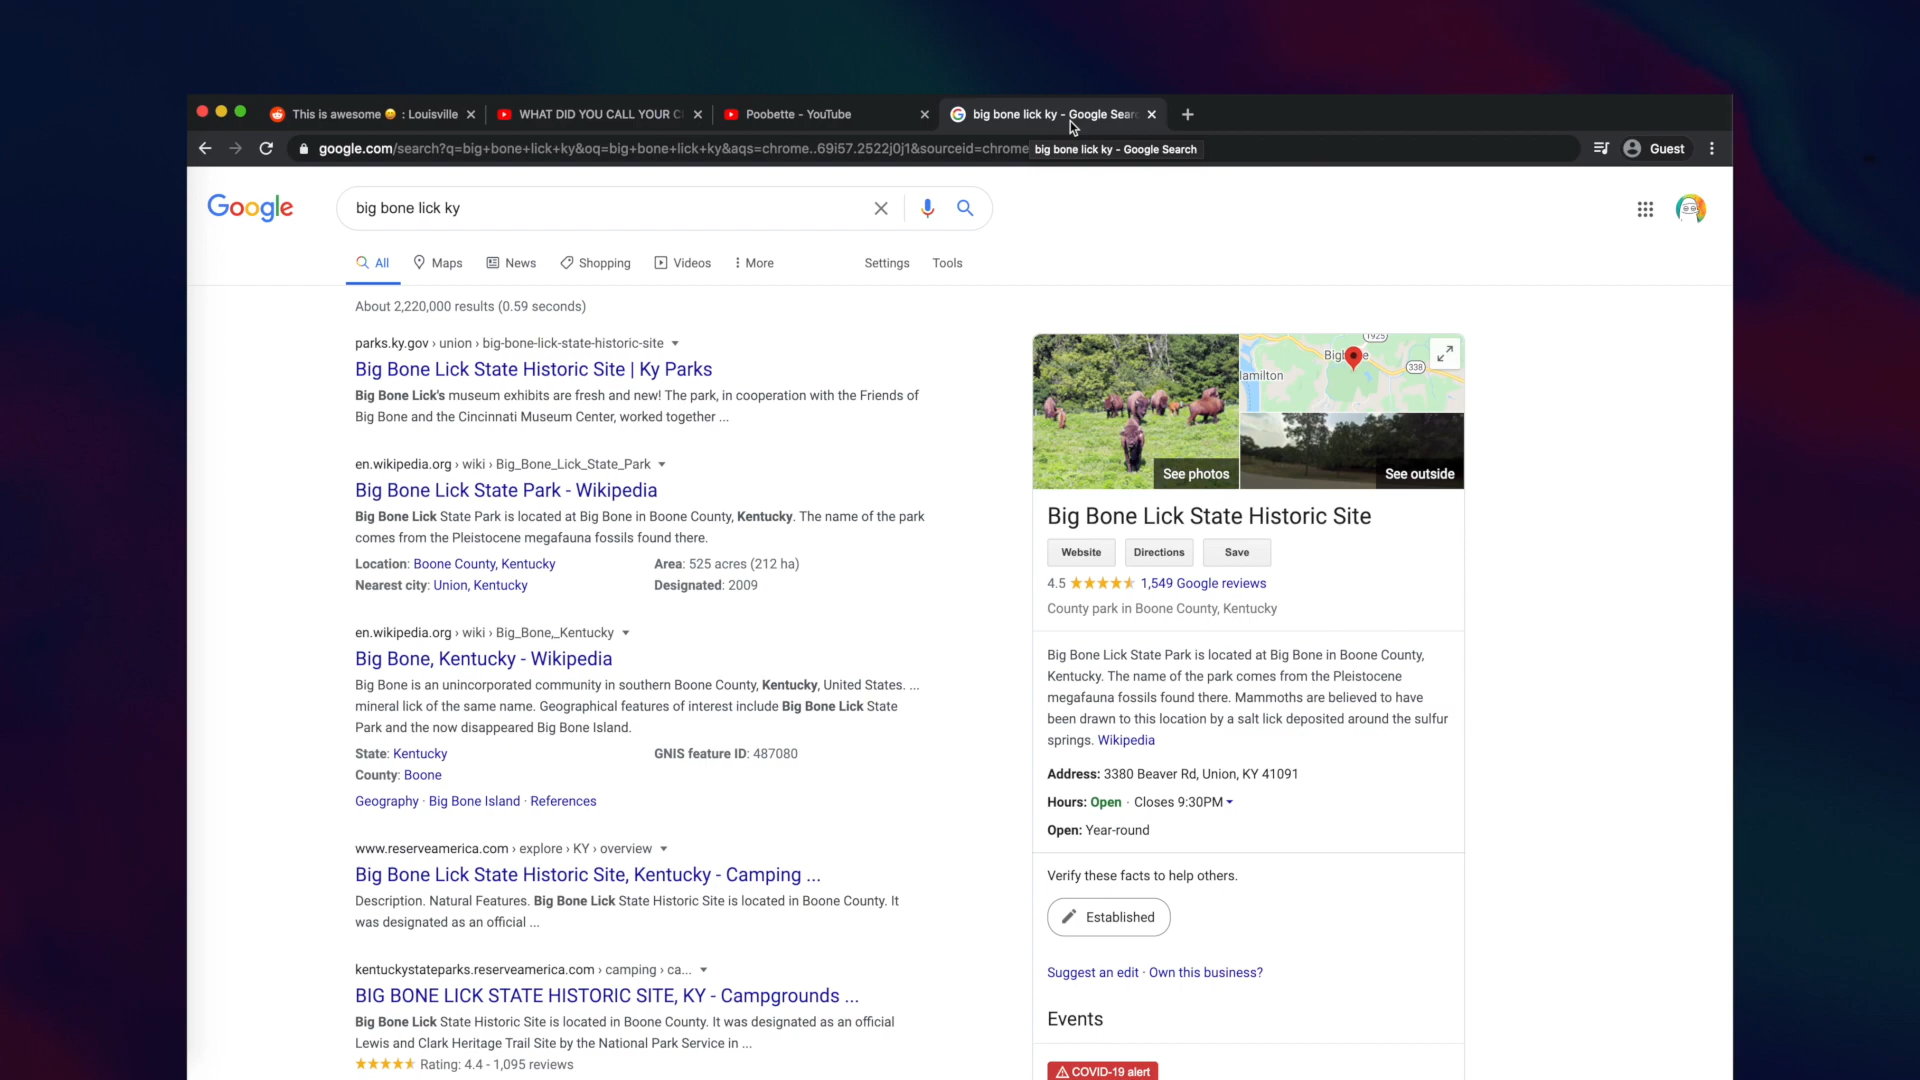 This is awesome 😀 : Louisville
WHAT DID YOU CALL YOUR C
Poobette - YouTube
big bone lick ky - Google Sear
google.com/search?q=big+bone+lick+ky&oq=big+bone+lick+ky&aqs=chrome..69i57.2522j0j1&sourceid=chrome
big bone lick ky - Google Search
Guest
Google
big bone lick ky
All
Maps
News
Shopping
Videos
More
Settings
Tools
About 2,220,000 results (0.59 seconds)
parks.ky.gov › union › big-bone-lick-state-historic-site
Big Bone Lick State Historic Site | Ky Parks
Big Bone Lick's museum exhibits are fresh and new! The park, in cooperation with the Friends of
Big Bone and the Cincinnati Museum Center, worked together ...
en.wikipedia.org › wiki › Big_Bone_Lick_State_Park
Big Bone Lick State Park - Wikipedia
Big Bone Lick State Park is located at Big Bone in Boone County, Kentucky. The name of the park
comes from the Pleistocene megafauna fossils found there.
Location: Boone County, Kentucky
Area: 525 acres (212 ha)
Nearest city: Union, Kentucky
Designated: 2009
en.wikipedia.org › wiki › Big_Bone,_Kentucky
Big Bone, Kentucky - Wikipedia
Big Bone is an unincorporated community in southern Boone County, Kentucky, United States. ...
mineral lick of the same name. Geographical features of interest include Big Bone Lick State
Park and the now disappeared Big Bone Island.
State: Kentucky
GNIS feature ID: 487080
County: Boone
Geography · Big Bone Island · References
www.reserveamerica.com › explore › KY › overview
Big Bone Lick State Historic Site, Kentucky - Camping ...
Description. Natural Features. Big Bone Lick State Historic Site is located in Boone County. It
was designated as an official ...
kentuckystateparks.reserveamerica.com › camping › ca...
BIG BONE LICK STATE HISTORIC SITE, KY - Campgrounds ...
Big Bone Lick State Historic Site is located in Boone County. It was designated as an official
Lewis and Clark Heritage Trail Site by the National Park Service in ...
Rating: 4.4 - 1,095 reviews
1925
338
See photos
See outside
Big Bone Lick State Historic Site
Website
Directions
Save
4.5
1,549 Google reviews
County park in Boone County, Kentucky
Big Bone Lick State Park is located at Big Bone in Boone County,
Kentucky. The name of the park comes from the Pleistocene
megafauna fossils found there. Mammoths are believed to have
been drawn to this location by a salt lick deposited around the sulfur
springs. Wikipedia
Address: 3380 Beaver Rd, Union, KY 41091
Hours: Open · Closes 9:30PM
Open: Year-round
Verify these facts to help others.
Established
Suggest an edit · Own this business?
Events
COVID-19 alert